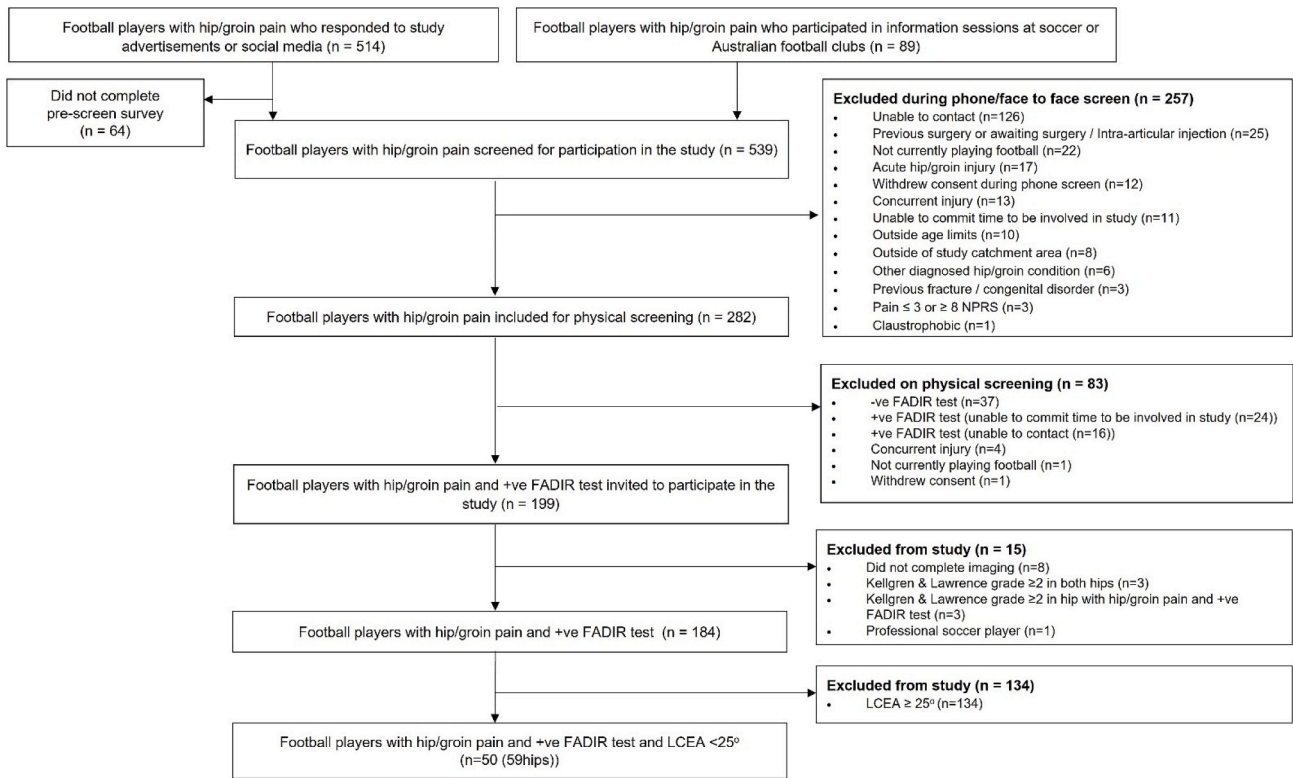 Football players with hip/groin pain who responded to study
advertisements or social media (n = 514)
Football players with hip/groin pain who participated in information sessions at soccer or
Australian football clubs (n = 89)
Did not complete
pre-screen survey
(n = 64)
Football players with hip/groin pain screened for participation in the study (n = 539)
Excluded during phone/face to face screen (n = 257)
• Unable to contact (n=126)
• Previous surgery or awaiting surgery / Intra-articular injection (n=25)
• Not currently playing football (n=22)
• Acute hip/groin injury (n=17)
• Withdrew consent during phone screen (n=12)
• Concurrent injury (n=13)
• Unable to commit time to be involved in study (n=11)
• Outside age limits (n=10)
• Outside of study catchment area (n=8)
• Other diagnosed hip/groin condition (n=6)
• Previous fracture / congenital disorder (n=3)
• Pain ≤ 3 or ≥ 8 NPRS (n=3)
• Claustrophobic (n=1)
Football players with hip/groin pain included for physical screening (n = 282)
Excluded on physical screening (n = 83)
• -ve FADIR test (n=37)
• +ve FADIR test (unable to commit time to be involved in study (n=24))
• +ve FADIR test (unable to contact (n=16))
• Concurrent injury (n=4)
• Not currently playing football (n=1)
• Withdrew consent (n=1)
Football players with hip/groin pain and +ve FADIR test invited to participate in the
study (n = 199)
Excluded from study (n = 15)
• Did not complete imaging (n=8)
• Kellgren & Lawrence grade ≥2 in both hips (n=3)
• Kellgren & Lawrence grade ≥2 in hip with hip/groin pain and +ve
FADIR test (n=3)
• Professional soccer player (n=1)
Football players with hip/groin pain and +ve FADIR test (n = 184)
Excluded from study (n = 134)
• LCEA ≥ 25º (n=134)
Football players with hip/groin pain and +ve FADIR test and LCEA <25º
(n=50 (59hips))